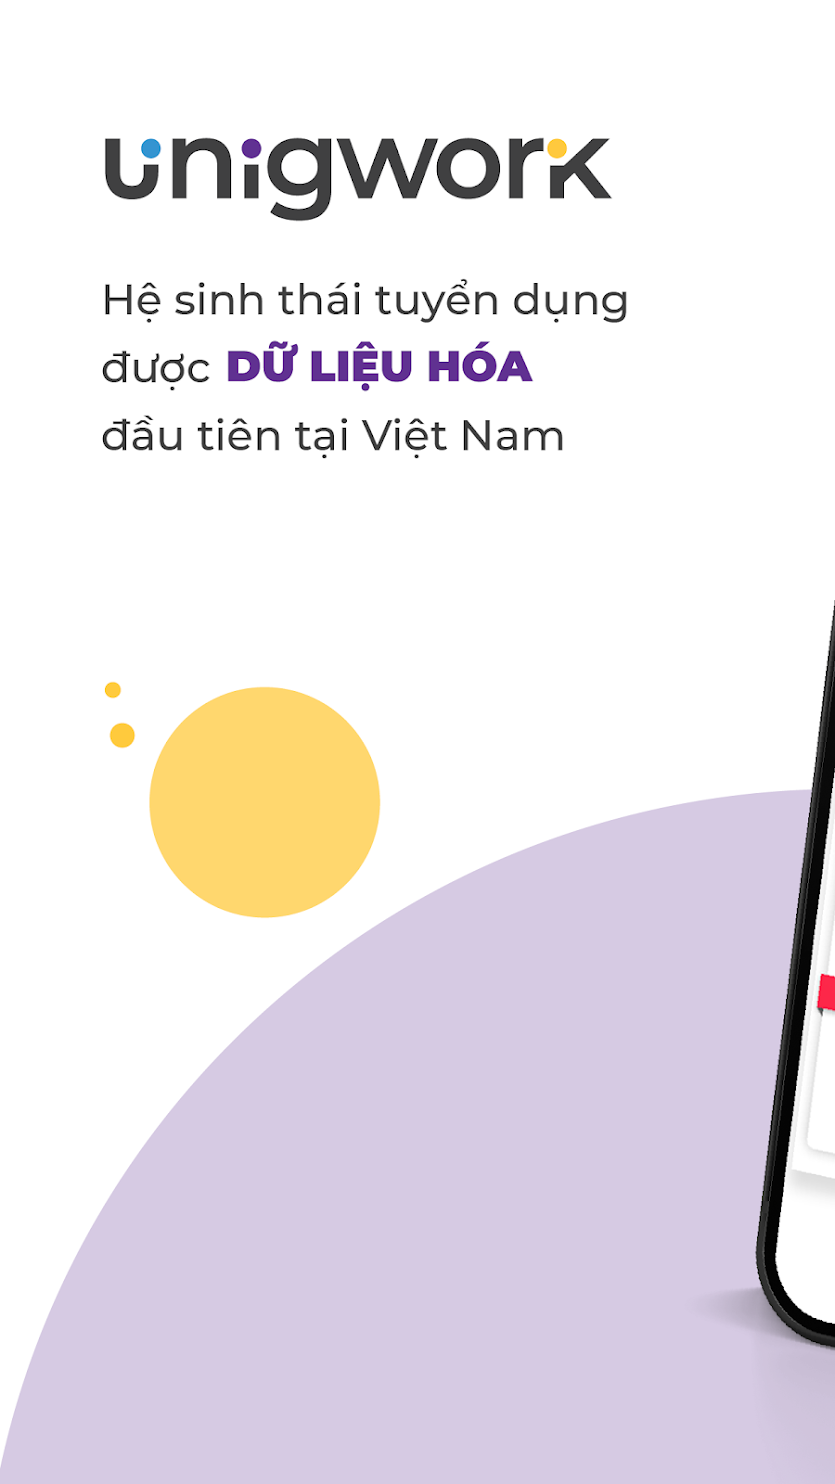 unigwork
Hệ sinh thái tuyển dụng
được DỮ LIỆU HÓA
đầu tiên tại Việt Nam